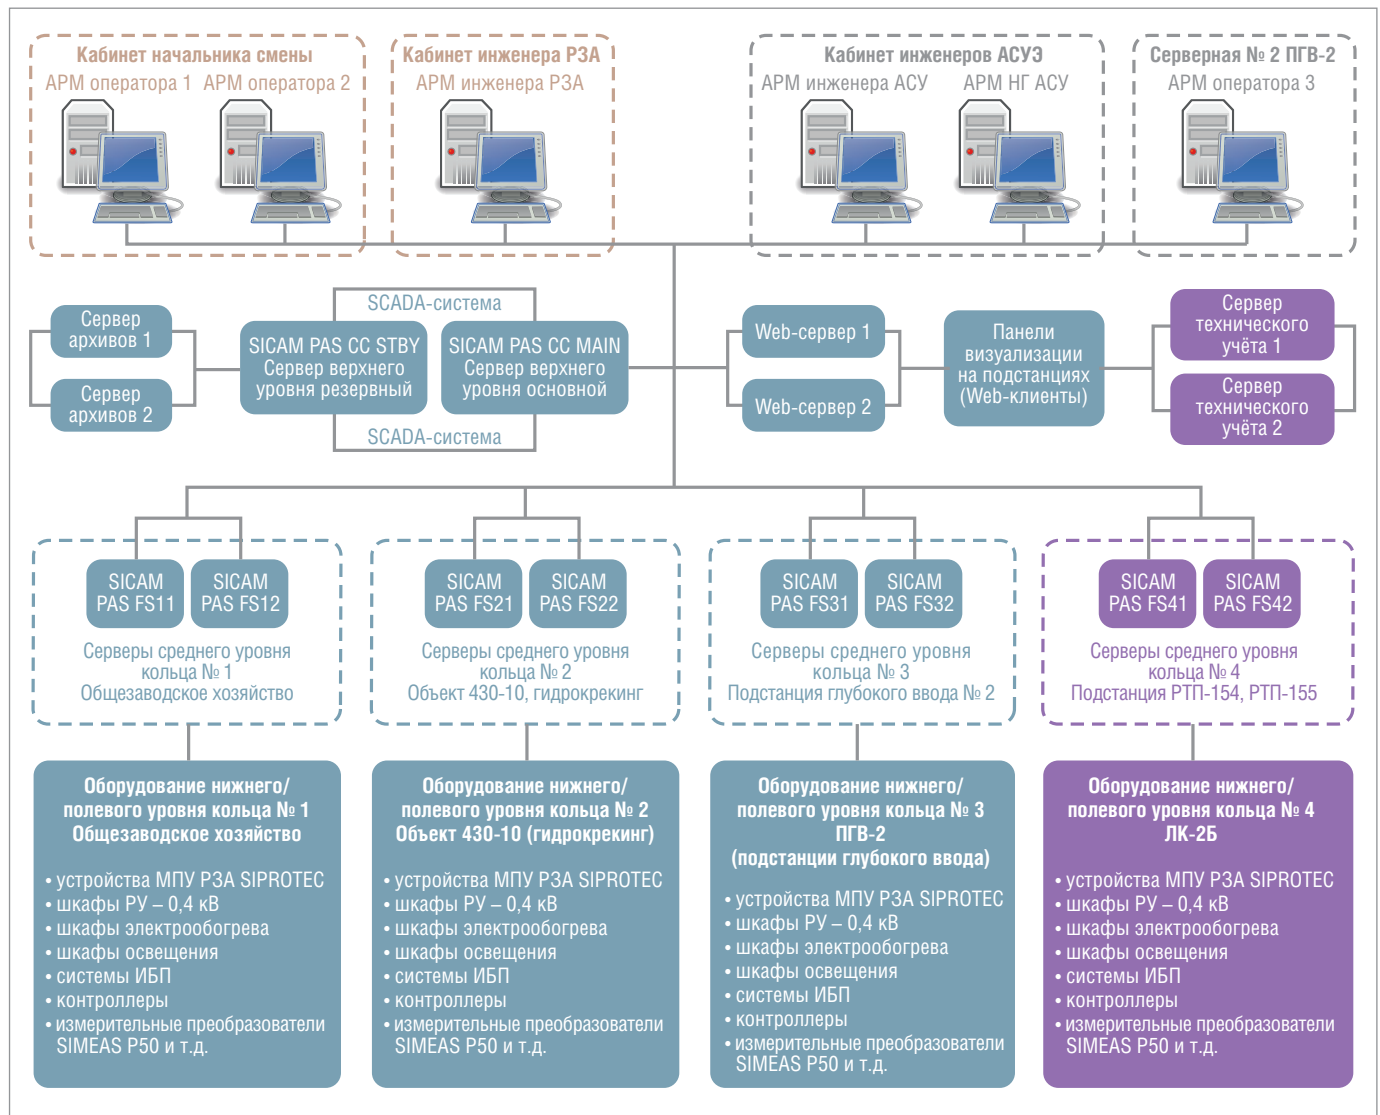 Кабинет начальника смены
АРМ оператора 1
АРМ оператора 2
Кабинет инженера РЗА
АРМ инженера РЗА
Кабинет инженеров АСУЭ
АРМ инженера АСУ
АРМ НГ АСУ
Серверная № 2 ПГВ-2
АРМ оператора 3
Сервер
архивов 1
Сервер
архивов 2
SCADA-система
SICAM PAS CC STBY
Сервер верхнего
уровня резервный
SICAM PAS CC MAIN
Сервер верхнего
уровня основной
SCADA-система
Web-сервер 1
Web-сервер 2
Панели
визуализации
на подстанциях
(Web-клиенты)
Сервер
технического
учёта 1
Сервер
технического
учёта 2
SICAM
PAS FS11
SICAM
PAS FS12
Серверы среднего уровня
кольца № 1
Общезаводское хозяйство
SICAM
PAS FS21
SICAM
PAS FS22
Серверы среднего уровня
кольца № 2
Объект 430-10, гидрокрекинг
SICAM
PAS FS31
SICAM
PAS FS32
Серверы среднего уровня
кольца № 3
Подстанция глубокого ввода № 2
SICAM
PAS FS41
SICAM
PAS FS42
Серверы среднего уровня
кольца № 4
Подстанция РТП-154, РТП-155
Оборудование нижнего/
полевого уровня кольца № 1
Общезаводское хозяйство
• устройства МПУ РЗА SIPROTEC
• шкафы РУ – 0,4 кВ
• шкафы электрообогрева
• шкафы освещения
• системы ИБП
• контроллеры
• измерительные преобразователи
SIMEAS P50 и т.д.
Оборудование нижнего/
полевого уровня кольца № 2
Объект 430-10 (гидрокрекинг)
• устройства МПУ РЗА SIPROTEC
• шкафы РУ – 0,4 кВ
• шкафы электрообогрева
• шкафы освещения
• системы ИБП
• контроллеры
• измерительные преобразователи
SIMEAS P50 и т.д.
Оборудование нижнего/
полевого уровня кольца № 3
ПГВ-2
(подстанции глубокого ввода)
• устройства МПУ РЗА SIPROTEC
• шкафы РУ – 0,4 кВ
• шкафы электрообогрева
• шкафы освещения
• системы ИБП
• контроллеры
• измерительные преобразователи
SIMEAS P50 и т.д.
Оборудование нижнего/
полевого уровня кольца № 4
ЛК-2Б
• устройства МПУ РЗА SIPROTEC
• шкафы РУ – 0,4 кВ
• шкафы электрообогрева
• шкафы освещения
• системы ИБП
• контроллеры
• измерительные преобразователи
SIMEAS P50 и т.д.